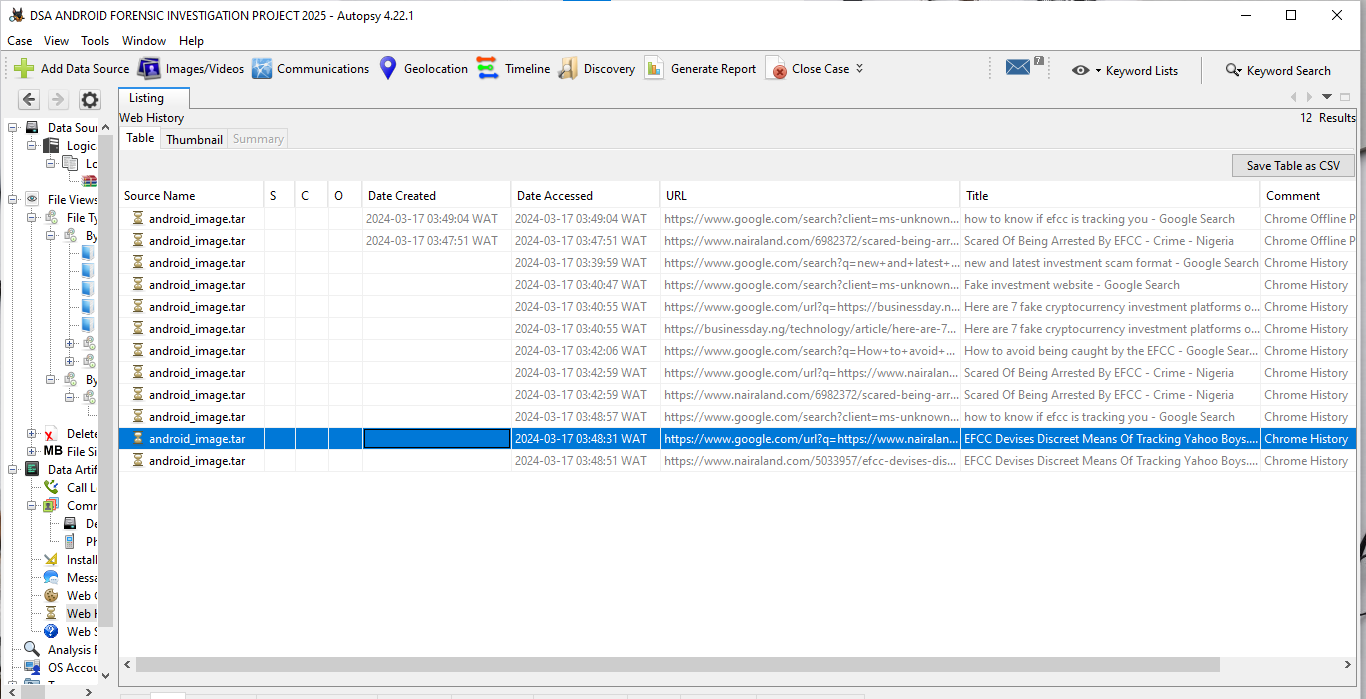 DSA ANDROID FORENSIC INVESTIGATION PROJECT 2025 - Autopsy 4.22.1
Case View Tools Window Help
Add Data Source Images/Videos Communications Geolocation Timeline Discovery Generate Report Close Case 7 Keyword Lists Keyword Search
Listing
Web History 12 Results
Table Thumbnail Summary
Save Table as CSV
Source Name S C O Date Created Date Accessed URL Title Comment
android_image.tar 2024-03-17 03:49:04 WAT 2024-03-17 03:49:04 WAT https://www.google.com/search?client=ms-unknown... how to know if efcc is tracking you - Google Search Chrome Offline P
android_image.tar 2024-03-17 03:47:51 WAT 2024-03-17 03:47:51 WAT https://www.nairaland.com/6982372/scared-being-arr... Scared Of Being Arrested By EFCC - Crime - Nigeria Chrome Offline P
android_image.tar 2024-03-17 03:39:59 WAT https://www.google.com/search?q=new+and+latest+... new and latest investment scam format - Google Search Chrome History
android_image.tar 2024-03-17 03:40:47 WAT https://www.google.com/search?client=ms-unknown... Fake investment website - Google Search Chrome History
android_image.tar 2024-03-17 03:40:55 WAT https://www.google.com/url?q=https://businessday.n... Here are 7 fake cryptocurrency investment platforms o... Chrome History
android_image.tar 2024-03-17 03:40:55 WAT https://businessday.ng/technology/article/here-are-7... Here are 7 fake cryptocurrency investment platforms o... Chrome History
android_image.tar 2024-03-17 03:42:06 WAT https://www.google.com/search?q=How+to+avoid+... How to avoid being caught by the EFCC - Google Sear... Chrome History
android_image.tar 2024-03-17 03:42:59 WAT https://www.google.com/url?q=https://www.nairalan... Scared Of Being Arrested By EFCC - Crime - Nigeria Chrome History
android_image.tar 2024-03-17 03:42:59 WAT https://www.nairaland.com/6982372/scared-being-arr... Scared Of Being Arrested By EFCC - Crime - Nigeria Chrome History
android_image.tar 2024-03-17 03:48:57 WAT https://www.google.com/search?client=ms-unknown... how to know if efcc is tracking you - Google Search Chrome History
android_image.tar 2024-03-17 03:48:31 WAT https://www.google.com/url?q=https://www.nairalan... EFCC Devises Discreet Means Of Tracking Yahoo Boys.... Chrome History
android_image.tar 2024-03-17 03:48:51 WAT https://www.nairaland.com/5033957/efcc-devises-dis... EFCC Devises Discreet Means Of Tracking Yahoo Boys.... Chrome History
Data Sou
Logic
Lo
File Views
File Ty
By
By
Delete
MB File Si
Data Artif
Call L
Comm
De
Ph
Install
Messa
Web C
Web H
Web S
Analysis R
OS Accou